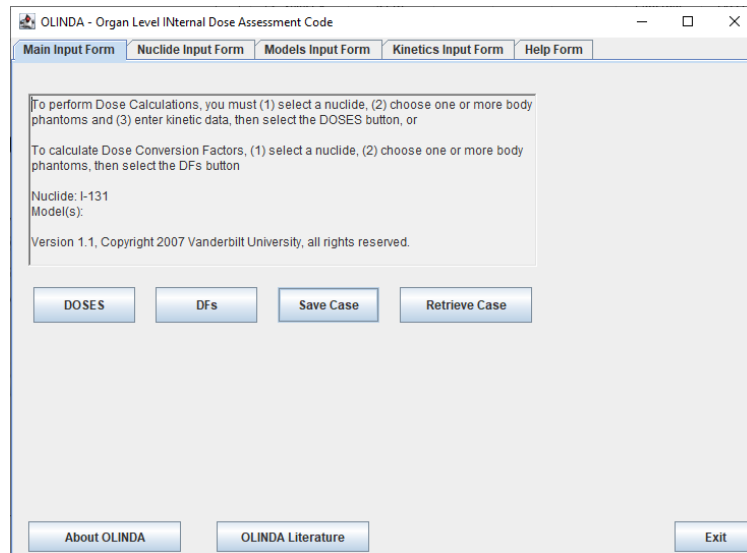 OLINDA - Organ Level INternal Dose Assessment Code
Main Input Form Nuclide Input Form Models Input Form Kinetics Input Form Help Form
To perform Dose Calculations, you must (1) select a nuclide, (2) choose one or more body
phantoms and (3) enter kinetic data, then select the DOSES button, or
To calculate Dose Conversion Factors, (1) select a nuclide, (2) choose one or more body
phantoms, then select the DFs button
Nuclide: I-131
Model(s):
Version 1.1, Copyright 2007 Vanderbilt University, all rights reserved.
DOSES DFs Save Case Retrieve Case
About OLINDA OLINDA Literature Exit